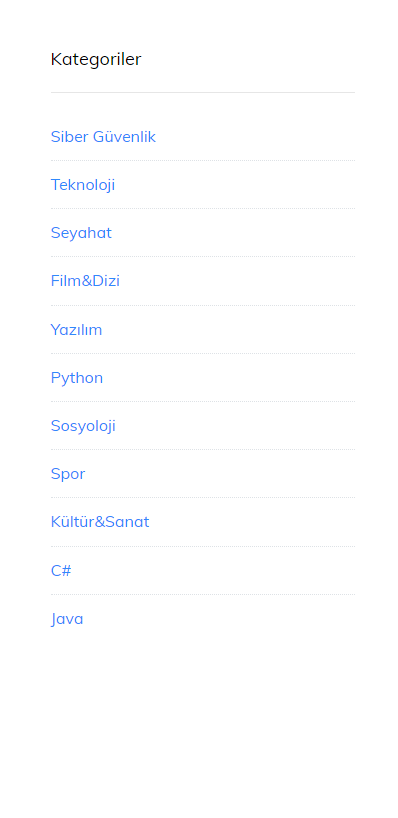 Kategoriler
Siber Güvenlik
Teknoloji
Seyahat
Film&Dizi
Yazılım
Python
Sosyoloji
Spor
Kültür&Sanat
C#
Java